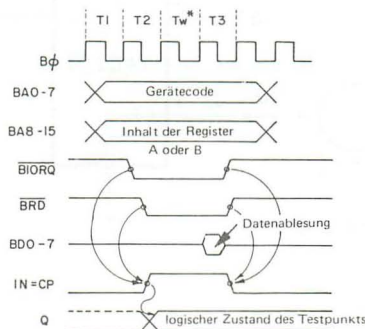 T1 T2 Tw* T3
Bφ
BA0-7 Gerätecode
BA8-15 Inhalt der Register
A oder B
BIORQ
BRD
BD0-7 Datenablesung
IN=CP
Q logischer Zustand des Testpunkts